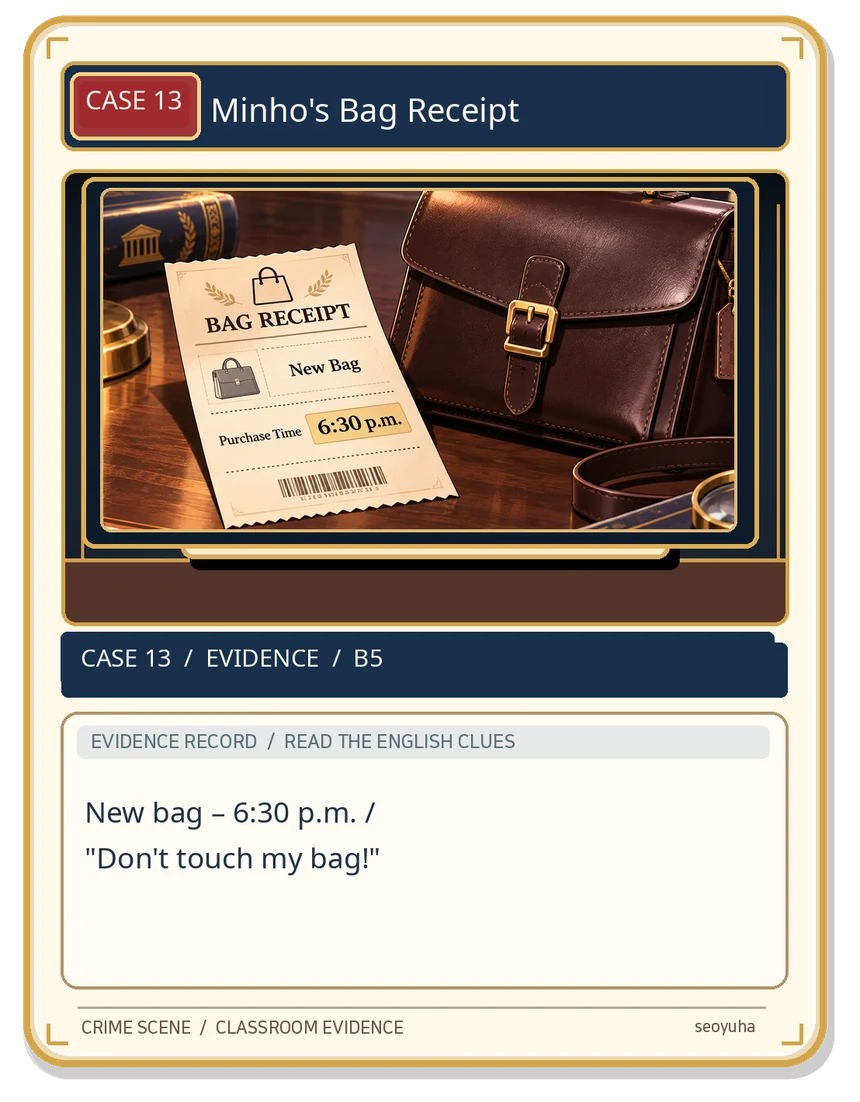 CASE 13
Minho's Bag Receipt
BAG RECEIPT
New Bag
Purchase Time 6:30 p.m.
CASE 13 / EVIDENCE / B5
EVIDENCE RECORD / READ THE ENGLISH CLUES
New bag – 6:30 p.m. /
"Don't touch my bag!"
CRIME SCENE / CLASSROOM EVIDENCE
seoyuha